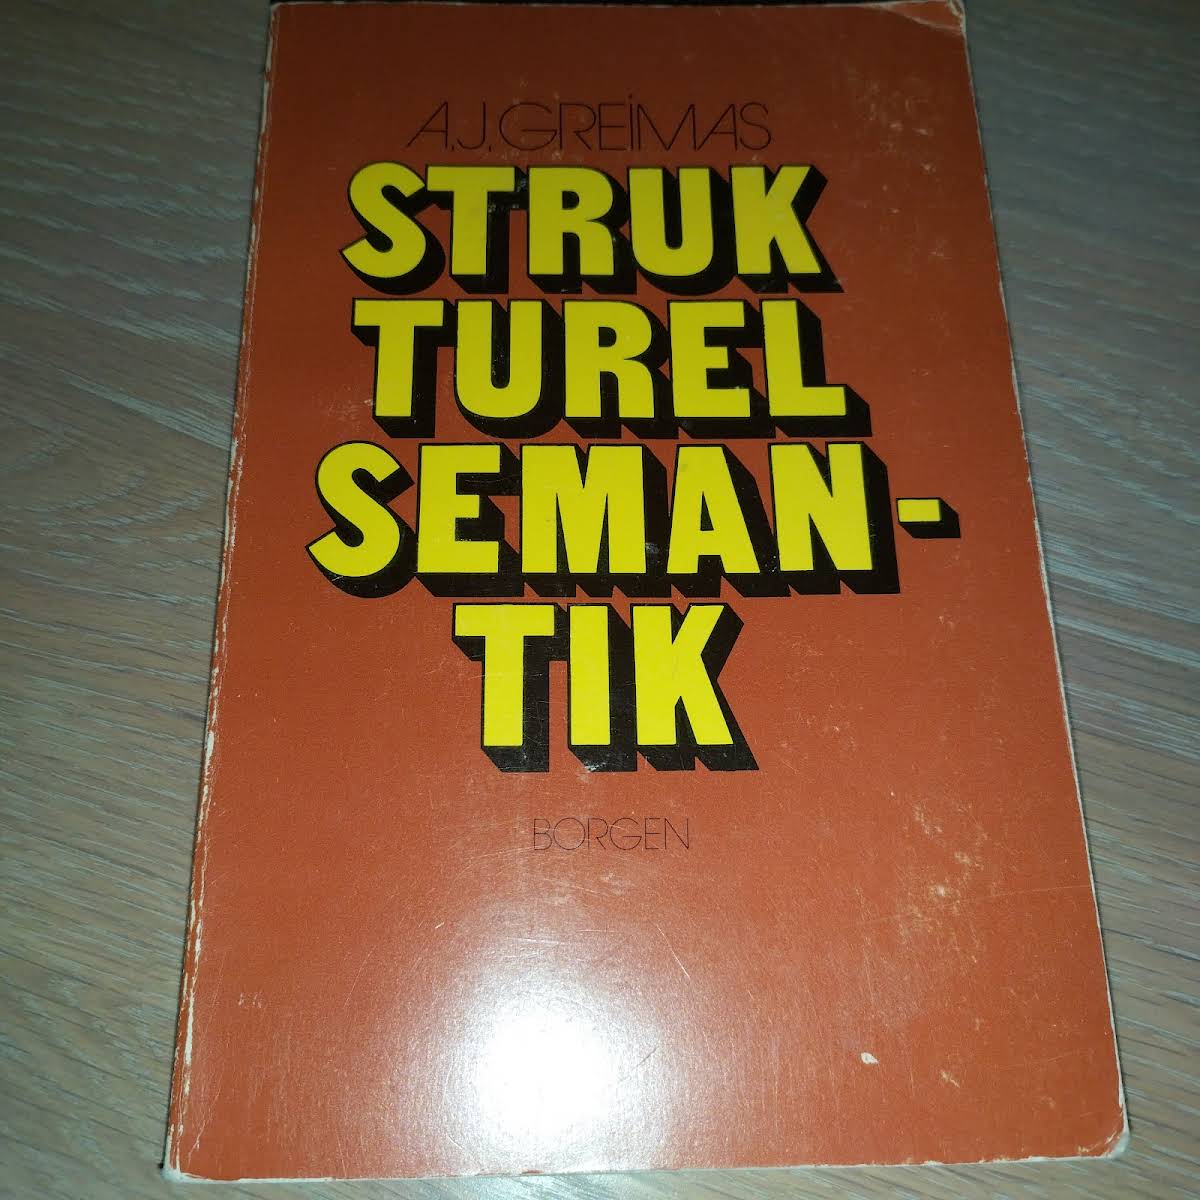 A.J. GREIMAS
STRUK
TUREL
SEMAN-
TIK
BORGEN